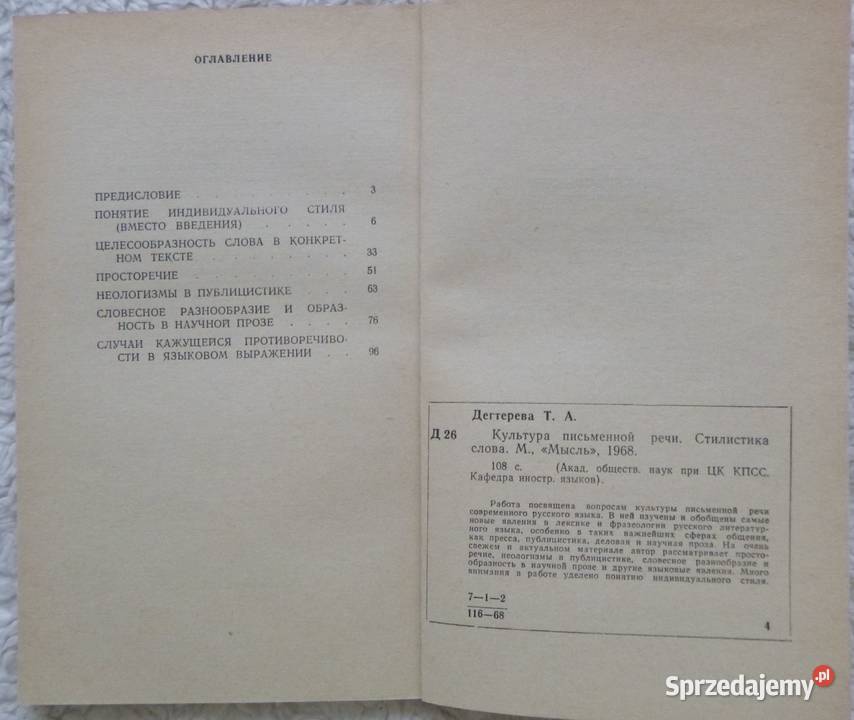 ОГЛАВЛЕНИЕ
ПРЕДИСЛОВИЕ . . . . . . . . 3
ПОНЯТИЕ ИНДИВИДУАЛЬНОГО СТИЛЯ
(ВМЕСТО ВВЕДЕНИЯ) . . . . . 6
ЦЕЛЕСООБРАЗНОСТЬ СЛОВА В КОНКРЕТ-
НОМ ТЕКСТЕ . . . . . . . 33
ПРОСТОРЕЧИЕ . . . . . . . . 51
НЕОЛОГИЗМЫ В ПУБЛИЦИСТИКЕ . . . 63
СЛОВЕСНОЕ РАЗНООБРАЗИЕ И ОБРАЗ-
НОСТЬ В НАУЧНОЙ ПРОЗЕ . . . . 76
СЛУЧАИ КАЖУЩЕЙСЯ ПРОТИВОРЕЧИВО-
СТИ В ЯЗЫКОВОМ ВЫРАЖЕНИИ . . 96
Дегтерева Т. А.
Д 26 Культура письменной речи. Стилистика
слова. М., «Мысль», 1968.
108 с. (Акад. обществ. наук при ЦК КПСС.
Кафедра иностр. языков).
Работа посвящена вопросам культуры письменной речи
современного русского языка. В ней изучены и обобщены самые
новые явления в лексике и фразеологии русского литератур-
ного языка, особенно в таких важнейших сферах общения,
как пресса, публицистика, деловая и научная проза. На очень
свежем и актуальном материале автор рассматривает просто-
речие, неологизмы в публицистике, словесное разнообразие и
образность в научной прозе и другие языковые явления. Много
внимания в работе уделено понятию индивидуального стиля.
7—1—2
116—68
4
Sprzedajemy.pl